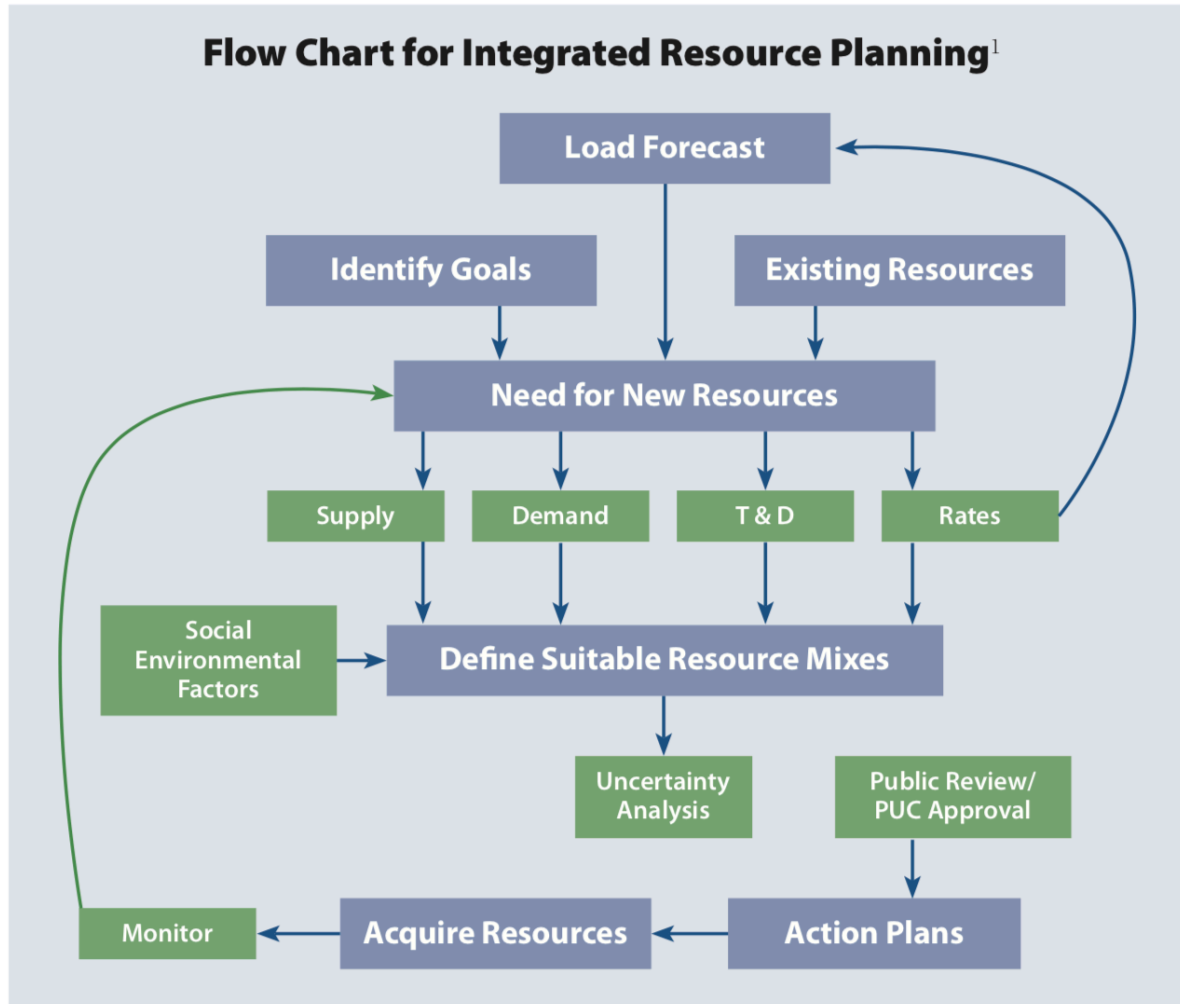 Flow Chart for Integrated Resource Planning¹
Load Forecast
Identify Goals
Existing Resources
Need for New Resources
Supply
Demand
T & D
Rates
Social
Environmental
Factors
Define Suitable Resource Mixes
Uncertainty
Analysis
Public Review/
PUC Approval
Monitor
Acquire Resources
Action Plans